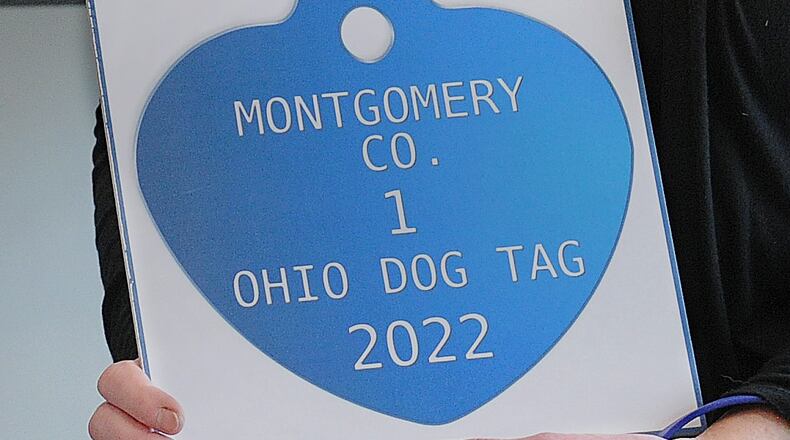 MONTGOMERY
CO.
1
OHIO DOG TAG
2022